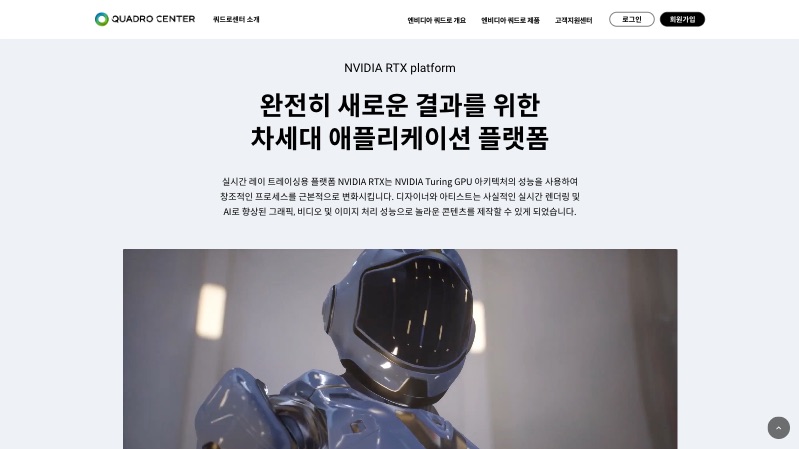 QUADRO CENTER
쿼드로센터 소개
엔비디아 쿼드로 개요
엔비디아 쿼드로 제품
고객지원센터
로그인
회원가입
NVIDIA RTX platform
완전히 새로운 결과를 위한
차세대 애플리케이션 플랫폼
실시간 레이 트레이싱용 플랫폼 NVIDIA RTX는 NVIDIA Turing GPU 아키텍처의 성능을 사용하여
창조적인 프로세스를 근본적으로 변화시킵니다. 디자이너와 아티스트는 사실적인 실시간 렌더링 및
AI로 향상된 그래픽, 비디오 및 이미지 처리 성능으로 놀라운 콘텐츠를 제작할 수 있게 되었습니다.